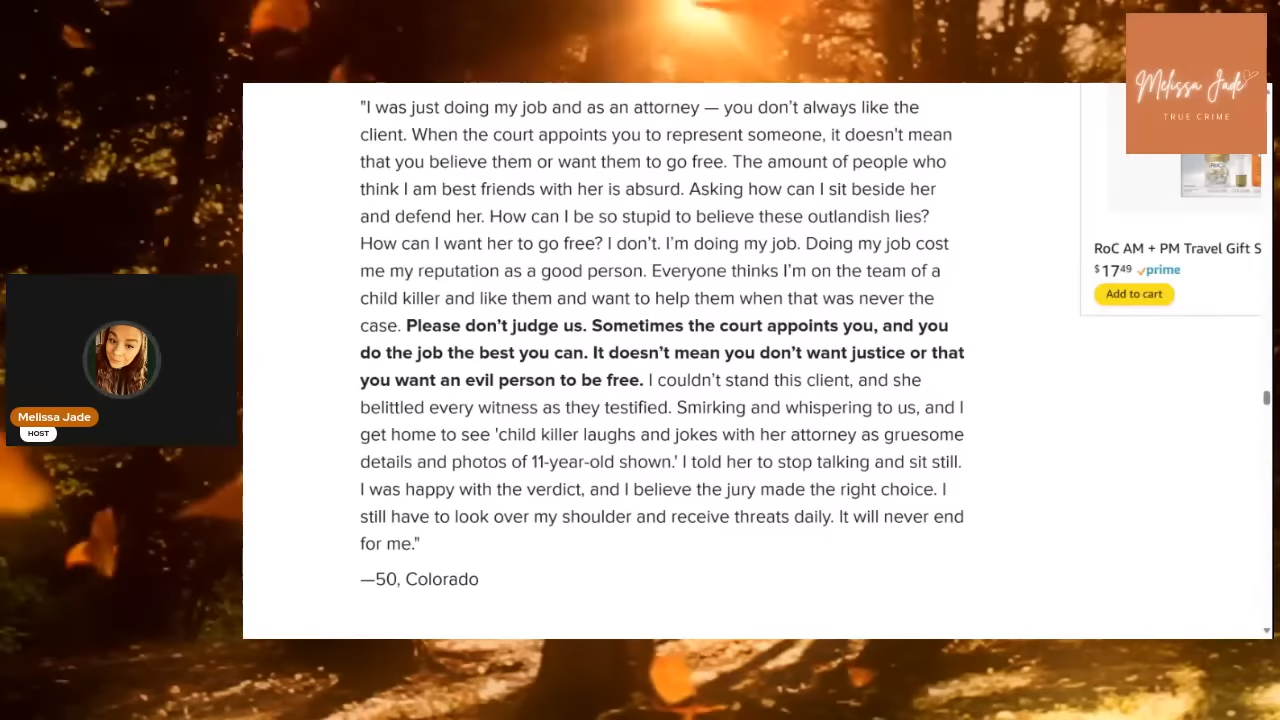 "I was just doing my job and as an attorney — you don’t always like the
client. When the court appoints you to represent someone, it doesn't mean
that you believe them or want them to go free. The amount of people who
think I am best friends with her is absurd. Asking how can I sit beside her
and defend her. How can I be so stupid to believe these outlandish lies?
How can I want her to go free? I don’t. I’m doing my job. Doing my job cost
me my reputation as a good person. Everyone thinks I’m on the team of a
child killer and like them and want to help them when that was never the
case. Please don’t judge us. Sometimes the court appoints you, and you
do the job the best you can. It doesn’t mean you don’t want justice or that
you want an evil person to be free. I couldn’t stand this client, and she
belittled every witness as they testified. Smirking and whispering to us, and I
get home to see 'child killer laughs and jokes with her attorney as gruesome
details and photos of 11-year-old shown.' I told her to stop talking and sit still.
I was happy with the verdict, and I believe the jury made the right choice. I
still have to look over my shoulder and receive threats daily. It will never end
for me."
—50, Colorado
Melissa Jade
TRUE CRIME
RoC AM + PM Travel Gift S
$17.49 prime
Add to cart
Melissa Jade
HOST